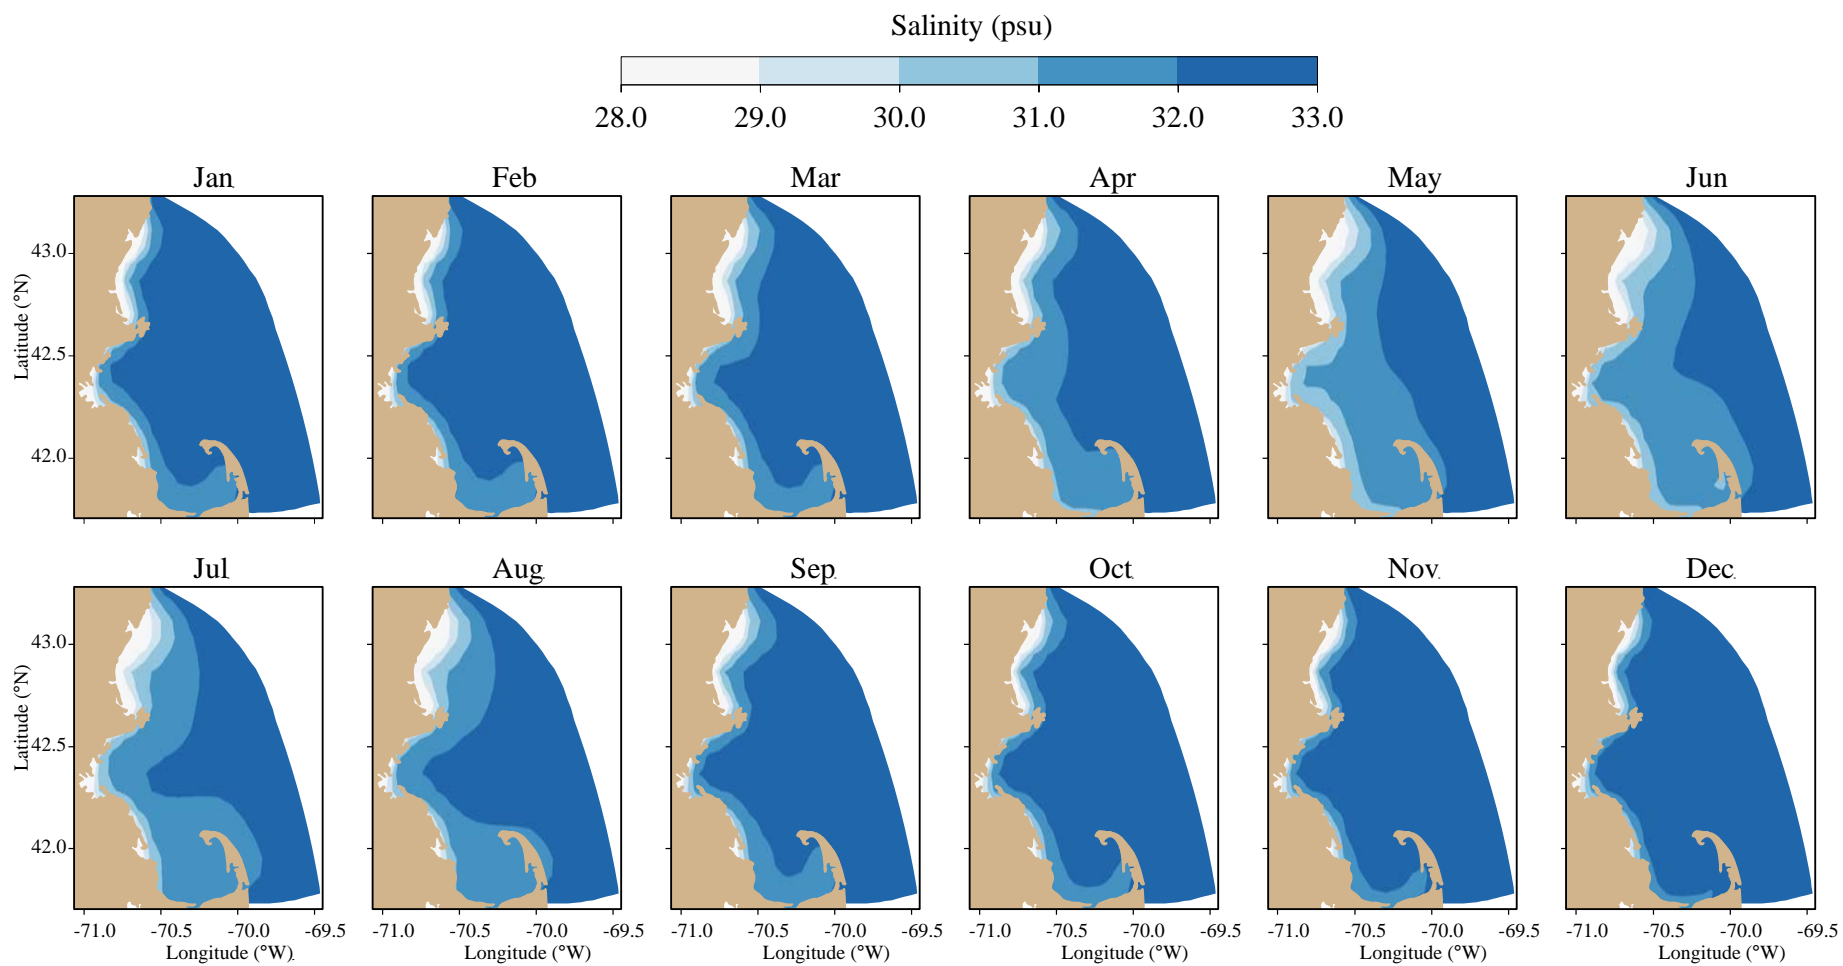 Salinity (psu)
28.0 29.0 30.0 31.0 32.0 33.0
Jan Feb Mar Apr May Jun
Latitude (°N)
43.0
42.5
42.0
Jul Aug Sep Oct Nov Dec
Latitude (°N)
43.0
42.5
42.0
-71.0 -70.5 -70.0 -69.5 -71.0 -70.5 -70.0 -69.5 -71.0 -70.5 -70.0 -69.5 -71.0 -70.5 -70.0 -69.5 -71.0 -70.5 -70.0 -69.5 -71.0 -70.5 -70.0 -69.5
Longitude (°W) Longitude (°W) Longitude (°W) Longitude (°W) Longitude (°W) Longitude (°W)